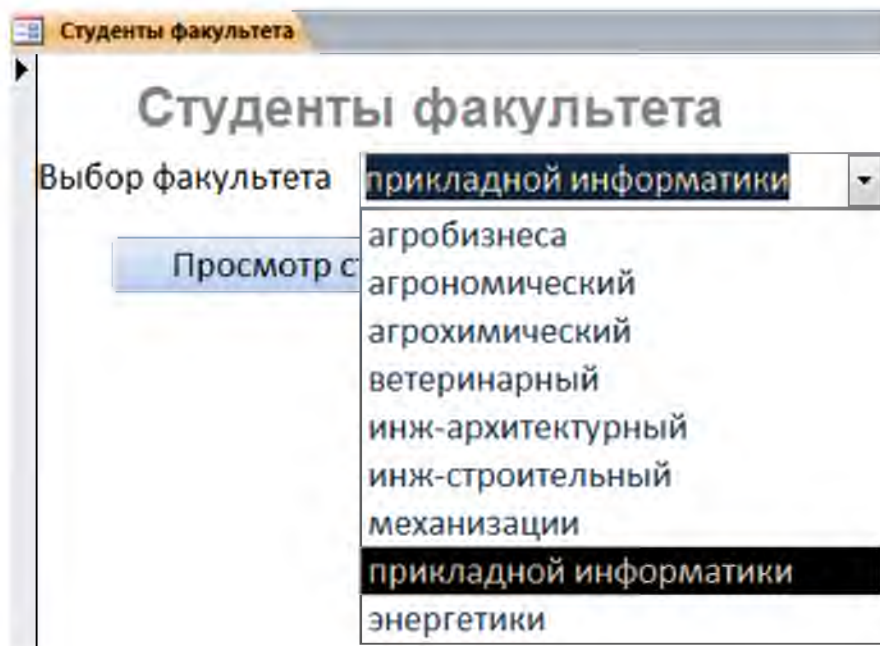 Студенты факультета
Студенты факультета
Выбор факультета прикладной информатики
Просмотр
агробизнеса
агрономический
агрохимический
ветеринарный
инж-архитектурный
инж-строительный
механизации
прикладной информатики
энергетики